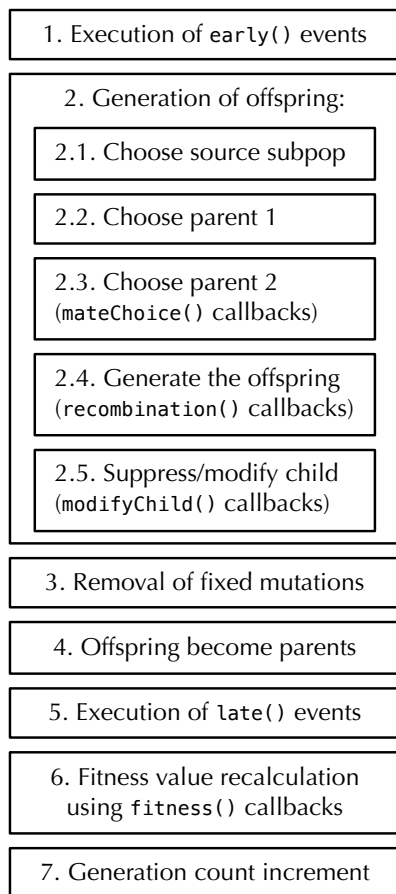 1. Execution of early() events
2. Generation of offspring:
2.1. Choose source subpop
2.2. Choose parent 1
2.3. Choose parent 2
(mateChoice() callbacks)
2.4. Generate the offspring
(recombination() callbacks)
2.5. Suppress/modify child
(modifyChild() callbacks)
3. Removal of fixed mutations
4. Offspring become parents
5. Execution of late() events
6. Fitness value recalculation
using fitness() callbacks
7. Generation count increment